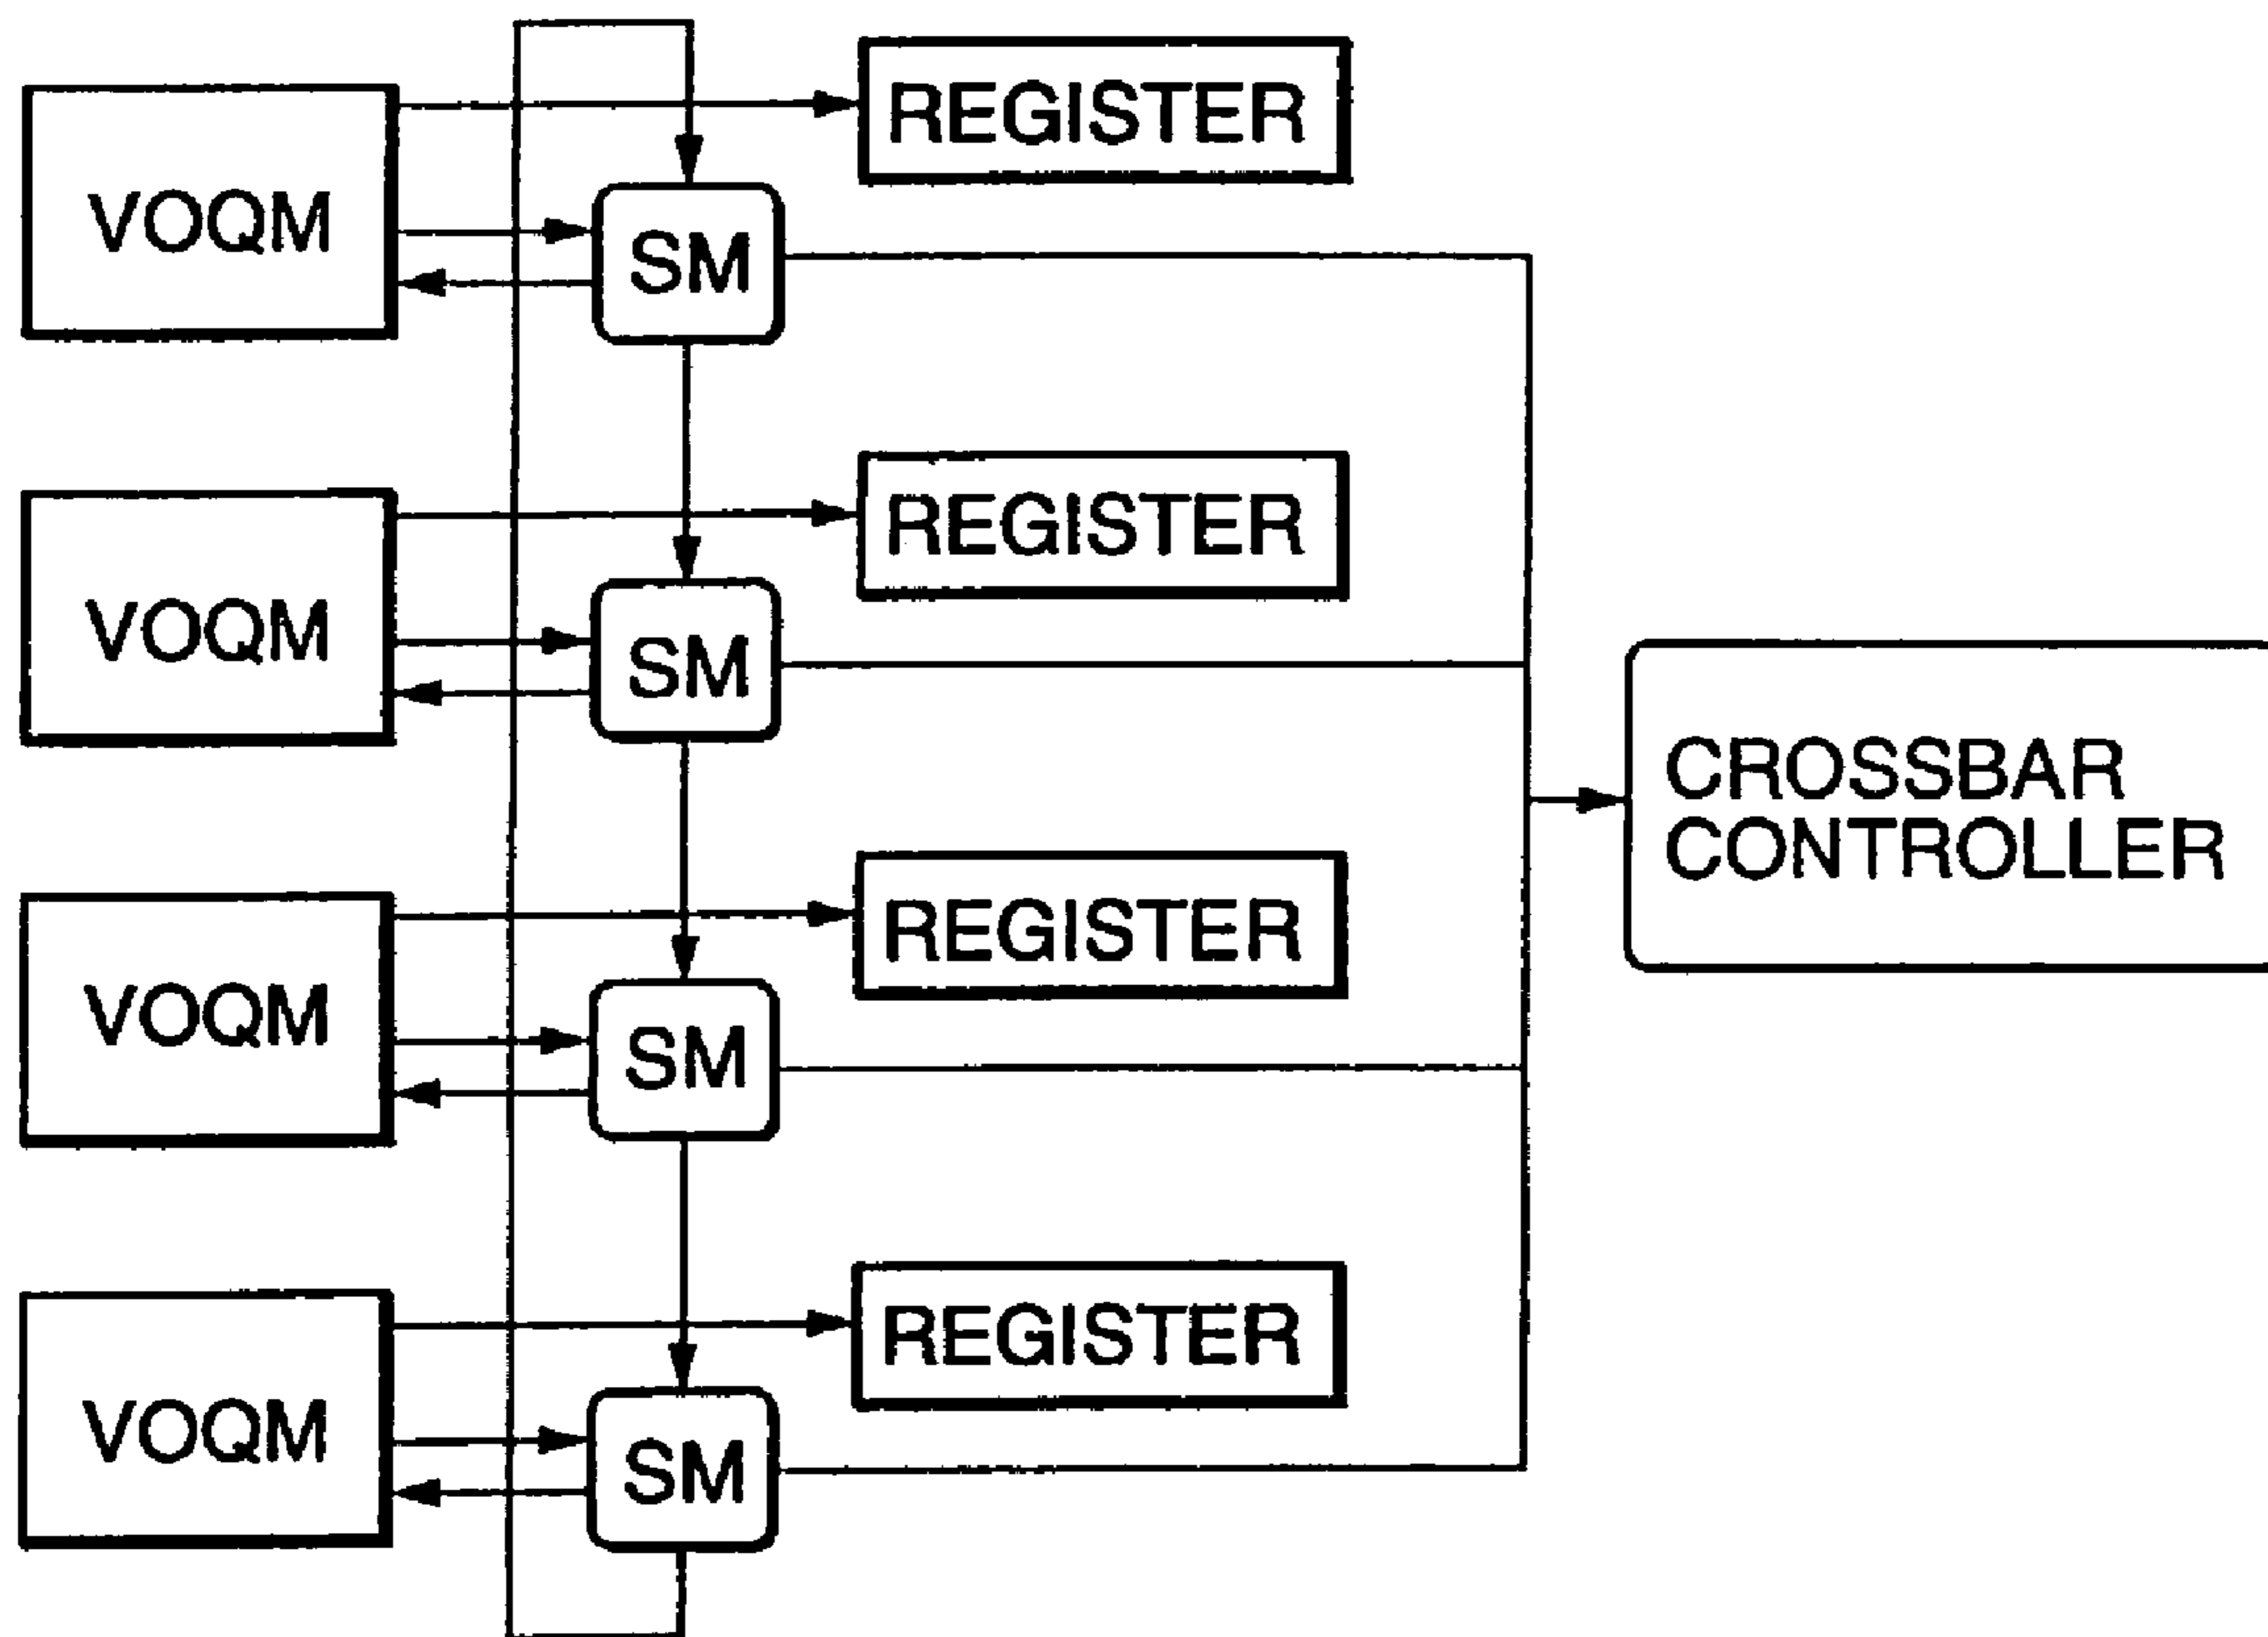 REGISTER
VOQM
SM
REGISTER
VOQM
SM
CROSSBAR
CONTROLLER
REGISTER
VOQM
SM
REGISTER
VOQM
SM